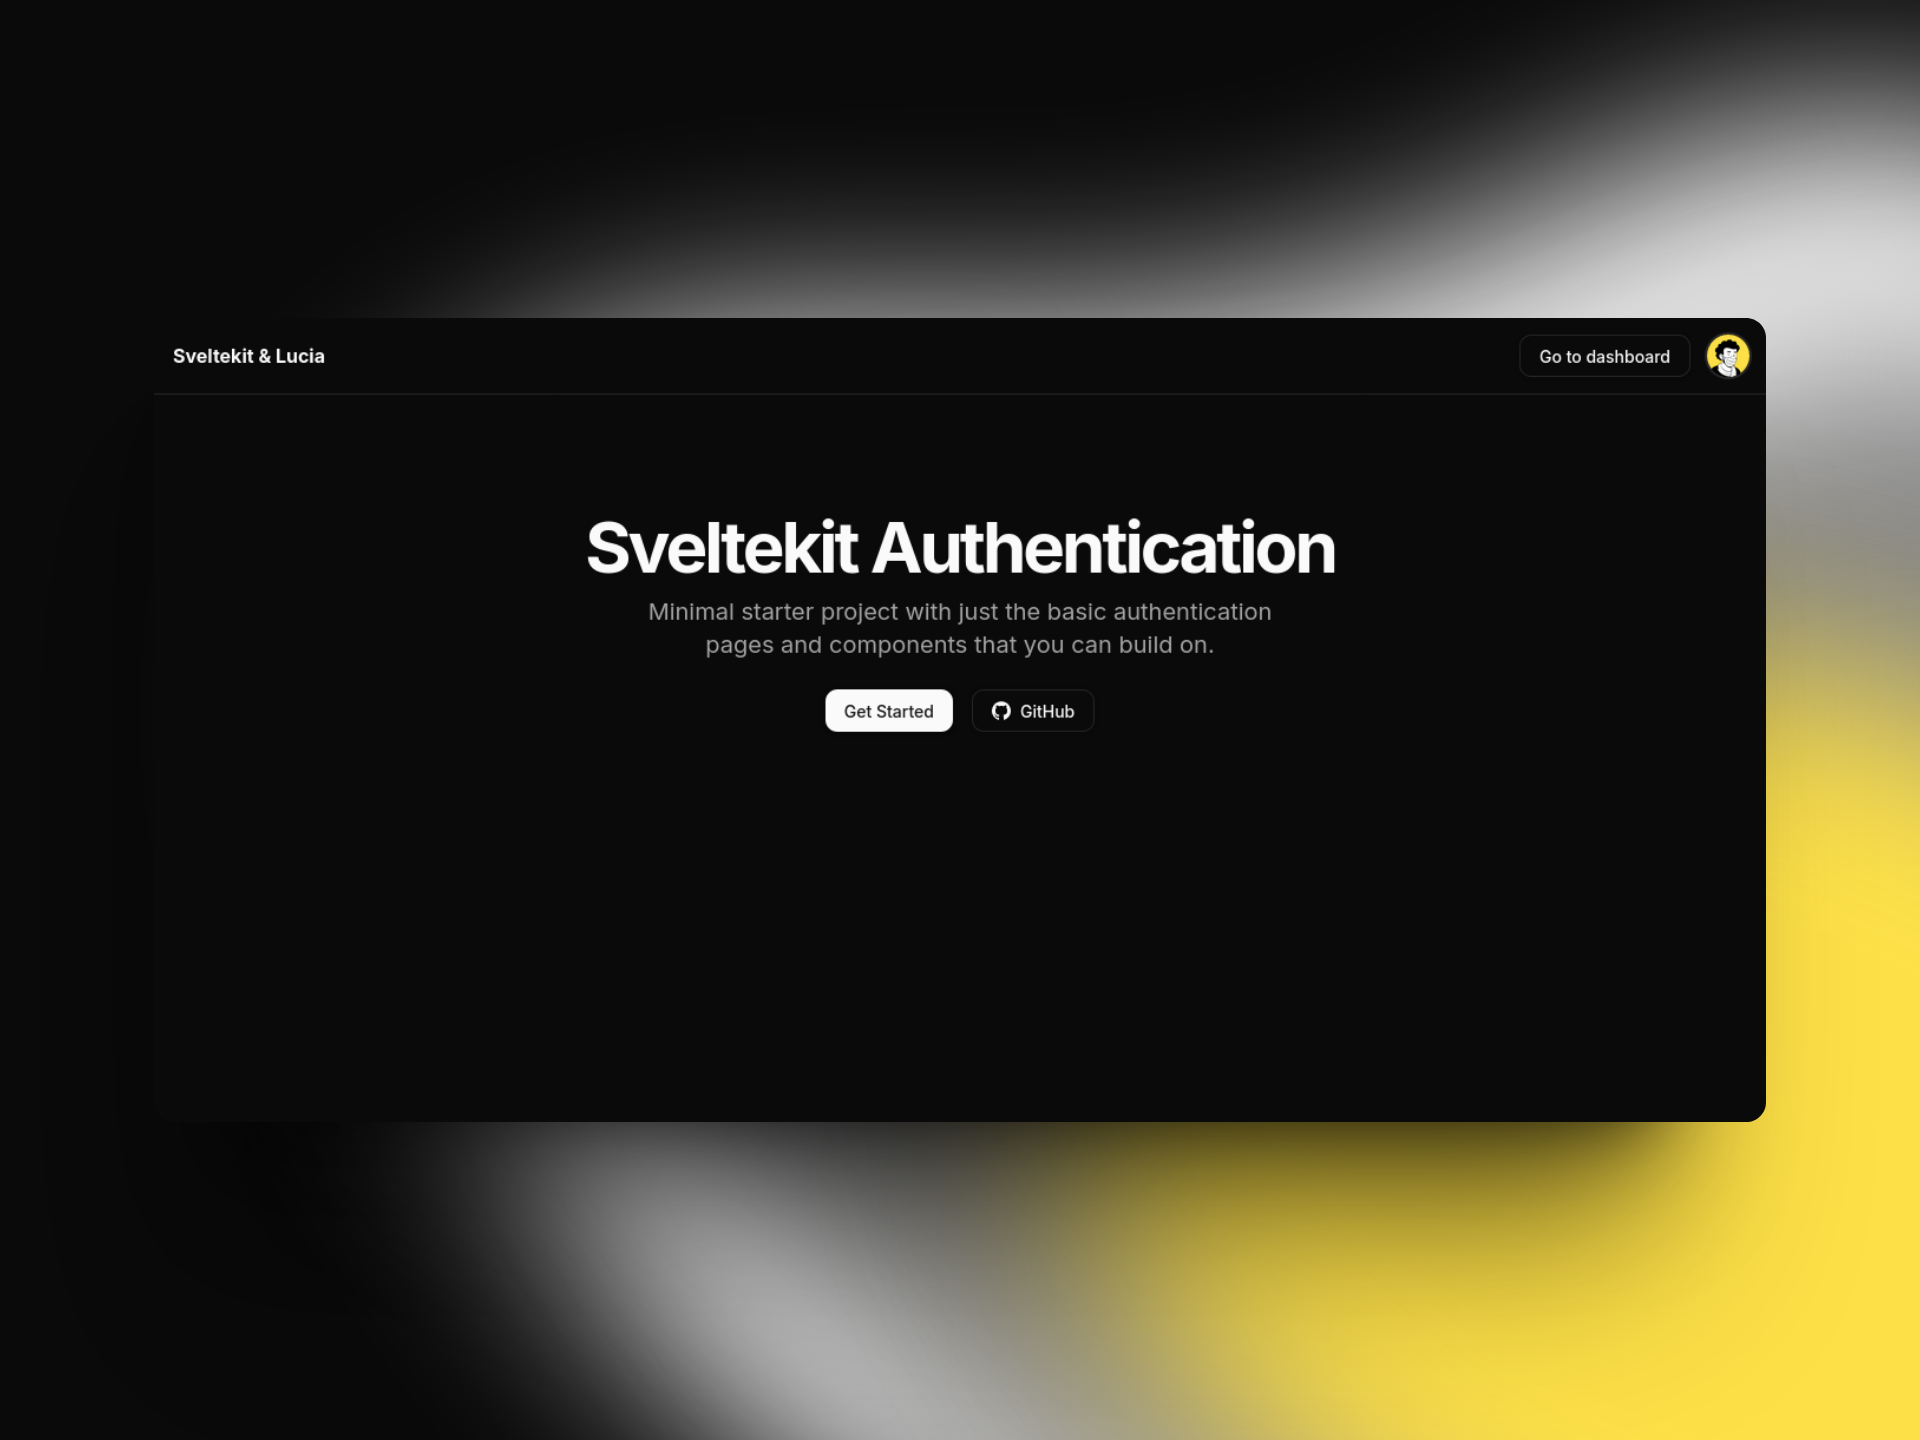 Sveltekit & Lucia
Go to dashboard
Sveltekit Authentication
Minimal starter project with just the basic authentication
pages and components that you can build on.
Get Started
GitHub